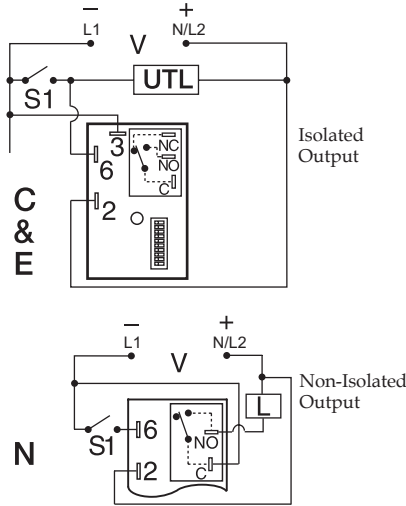 – +
L1 V N/L2
UTL
S1
Isolated
Output
3
NC
NO
C
6
2
C
&
E
– +
L1 V N/L2
Non-Isolated
Output
L
S1
6
NO
2
C
N